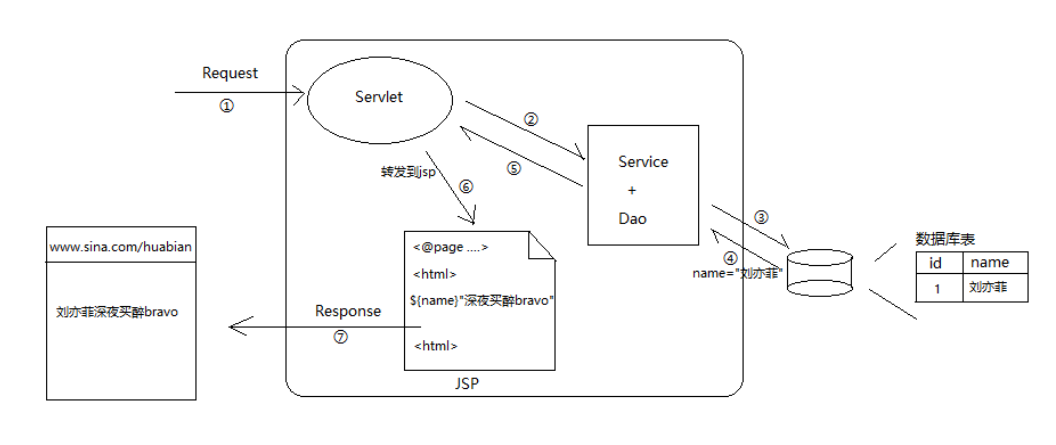 Request
①
Servlet
②
⑤
转发到jsp
⑥
Service
+
Dao
③
④
name="刘亦菲"
数据库表
id name
1 刘亦菲
<@page ....>
<html>
${name}"深夜买醉bravo"
<html>
JSP
Response
⑦
www.sina.com/huabian
刘亦菲深夜买醉bravo